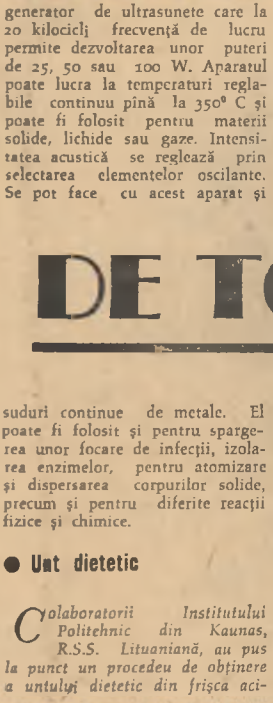 generator de ultrasunete care la
20 kilociclị frecvență de lucru
permite dezvoltarea unor puteri
de 25, 50 sau 100 W. Aparatul
poate lucra la temperaturi regla-
bile continuu pînă la 350° C și
poate fi folosit pentru materii
solide, lichide sau gaze. Intensi-
tatea acustică se reglează prin
selectarea elementelor oscilante.
Se pot face cu acest aparat și
DE TO
suduri continue de metale. El
poate fi folosit și pentru sparge-
rea unor focare de infecții, izola-
rea enzimelor, pentru atomizare
și dispersarea corpurilor solide,
precum și pentru diferite reacții
fizice și chimice.
● Unt dietetic
Colaboratorii Institutului
Politehnic din Kaunas,
R.S.S. Lituaniană, au pus
la punct un procedeu de obținere
a untului dietetic din frișca aci-